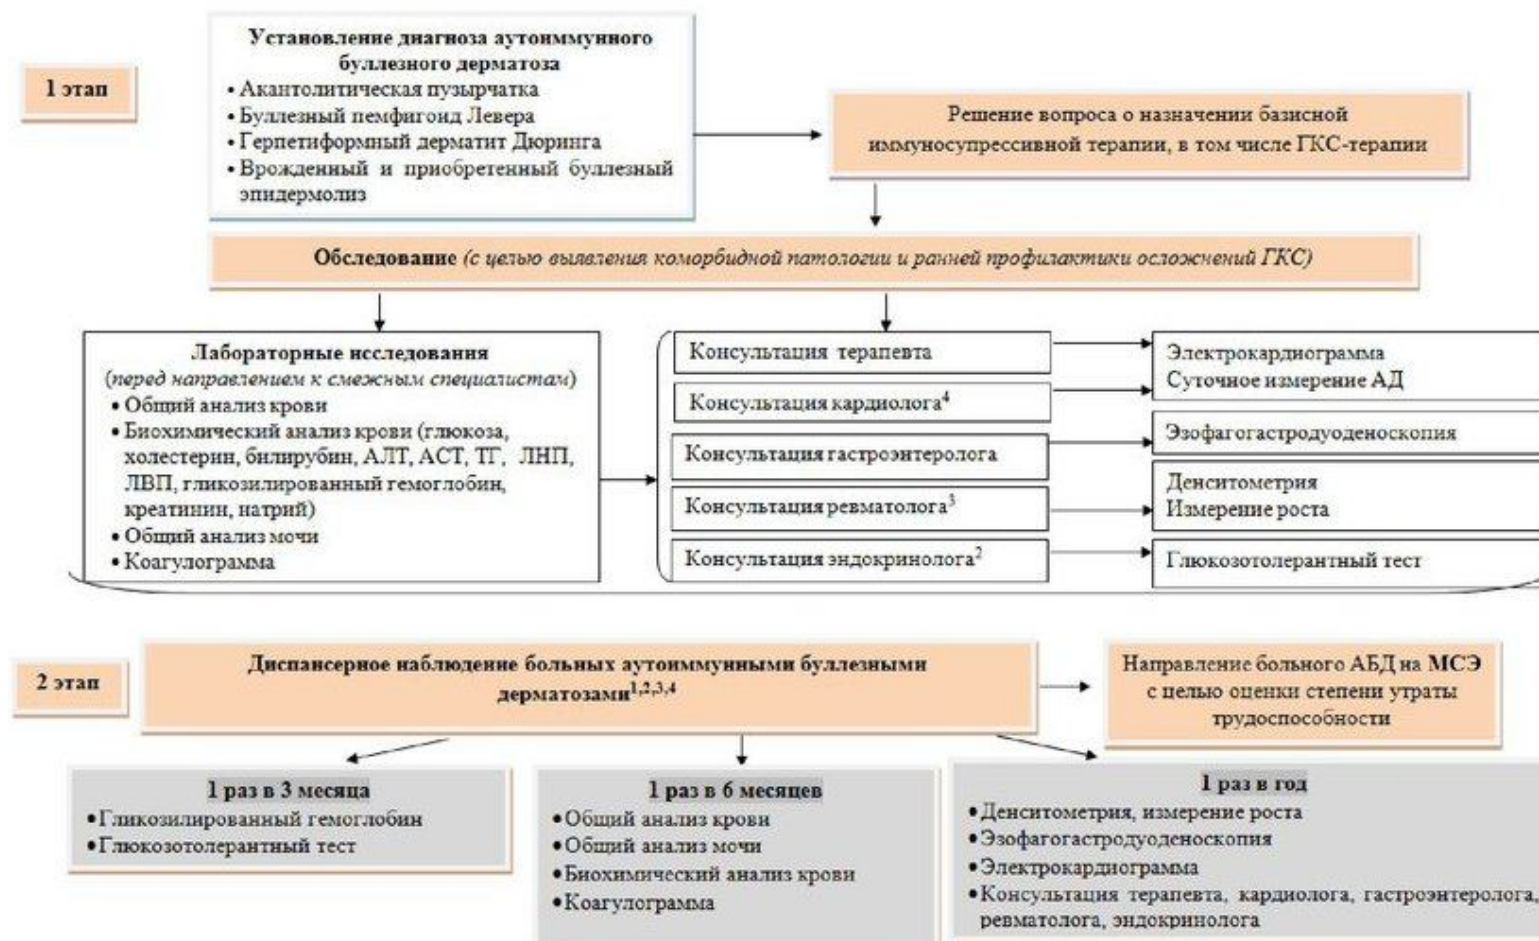 1 этап
Установление диагноза аутоиммунного
буллезного дерматоза
• Акантолитическая пузырчатка
• Буллезный пемфигоид Левера
• Герпетиформный дерматит Дюринга
• Врожденный и приобретенный буллезный
эпидермолиз
Решение вопроса о назначении базисной
иммуносупрессивной терапии, в том числе ГКС-терапии
Обследование (с целью выявления коморбидной патологии и ранней профилактики осложнений ГКС)
Лабораторные исследования
(перед направлением к смежным специалистам)
• Общий анализ крови
• Биохимический анализ крови (глюкоза,
холестерин, билирубин, АЛТ, АСТ, ТГ, ЛНП,
ЛВП, гликозилированный гемоглобин,
креатинин, натрий)
• Общий анализ мочи
• Коагулограмма
Консультация терапевта
Консультация кардиолога⁴
Консультация гастроэнтеролога
Консультация ревматолога³
Консультация эндокринолога²
Электрокардиограмма
Суточное измерение АД
Эзофагогастродуоденоскопия
Денситометрия
Измерение роста
Глюкозотолерантный тест
2 этап
Диспансерное наблюдение больных аутоиммунными буллезными
дерматозами¹,²,³,⁴
Направление больного АБД на МСЭ
с целью оценки степени утраты
трудоспособности
1 раз в 3 месяца
• Гликозилированный гемоглобин
• Глюкозотолерантный тест
1 раз в 6 месяцев
• Общий анализ крови
• Общий анализ мочи
• Биохимический анализ крови
• Коагулограмма
1 раз в год
• Денситометрия, измерение роста
• Эзофагогастродуоденоскопия
• Электрокардиограмма
• Консультация терапевта, кардиолога, гастроэнтеролога,
ревматолога, эндокринолога